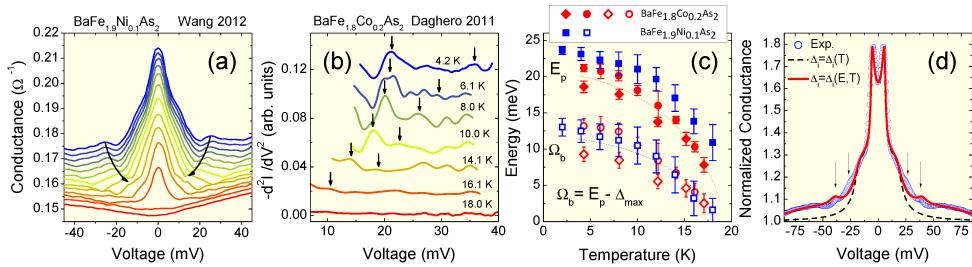 BaFe1.9Ni0.1As2 Wang 2012
(a)
Conductance (Ω-1)
0.22
0.21
0.20
0.19
0.18
0.17
0.16
0.15
-40 -20 0 20 40
Voltage (mV)
BaFe1.8Co0.2As2 Daghero 2011
(b)
-d2I / dV2 (arb. units)
0.12
0.08
0.04
0.00
4.2 K
6.1 K
8.0 K
10.0 K
14.1 K
16.1 K
18.0 K
10 20 30 40
Voltage (mV)
BaFe1.8Co0.2As2
BaFe1.9Ni0.1As2
(c)
Energy (meV)
25
20
15
10
5
0
Ep
Ωb
Ωb = Ep - Δmax
0 5 10 15
Temperature (K)
(d)
Normalized Conductance
1.8
1.7
1.6
1.5
1.4
1.3
1.2
1.1
1.0
Exp.
Δi=Δi(T)
Δi=Δi(E,T)
-75 -50 -25 0 25 50 75
Voltage (mV)